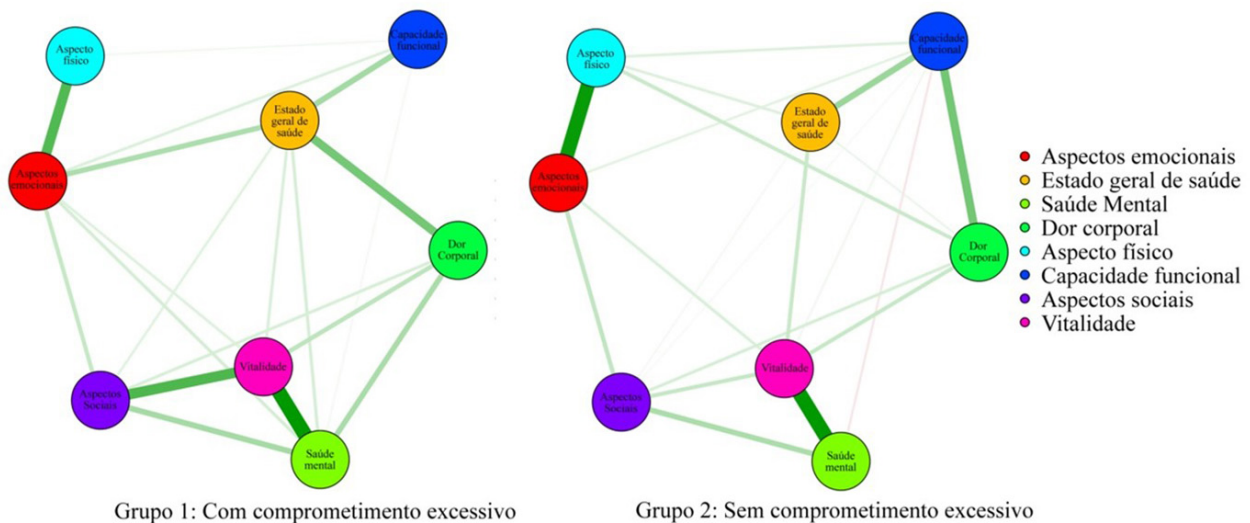 Aspecto
físico
Capacidade
funcional
Estado
geral de
saúde
Aspectos
emocionais
Dor
Corporal
Vitalidade
Aspectos
Sociais
Saúde
mental
Grupo 1: Com comprometimento excessivo
Aspecto
físico
Capacidade
funcional
Estado
geral de
saúde
Aspectos
emocionais
Dor
Corporal
Vitalidade
Aspectos
Sociais
Saúde
mental
Grupo 2: Sem comprometimento excessivo
Aspectos emocionais
Estado geral de saúde
Saúde Mental
Dor corporal
Aspecto físico
Capacidade funcional
Aspectos sociais
Vitalidade